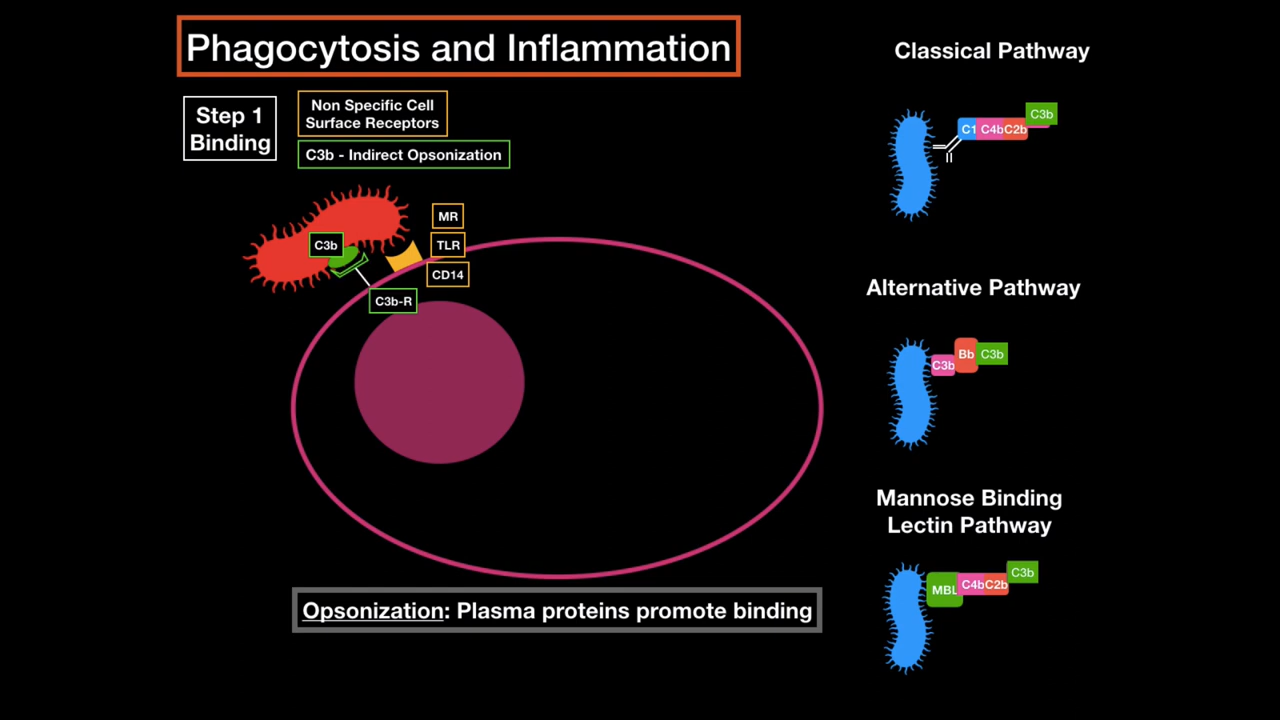 Phagocytosis and Inflammation
Step 1
Binding
Non Specific Cell
Surface Receptors
C3b - Indirect Opsonization
MR
TLR
CD14
C3b
C3b-R
Opsonization: Plasma proteins promote binding
Classical Pathway
C1 C4b C2b
C3b
Alternative Pathway
C3b Bb C3b
Mannose Binding
Lectin Pathway
MBL C4b C2b
C3b